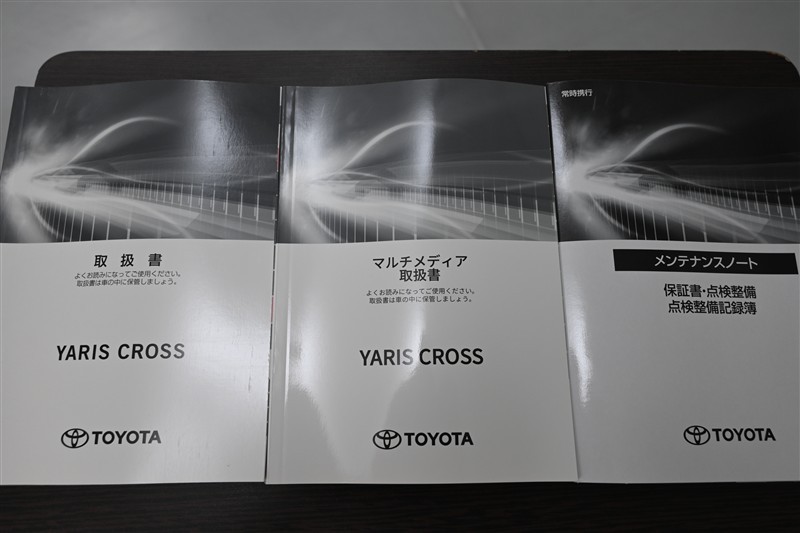 取扱書
よくお読みになってご使用ください。
取扱書は車の中に保管しましょう。
YARIS CROSS
TOYOTA
マルチメディア
取扱書
よくお読みになってご使用ください。
取扱書は車の中に保管しましょう。
YARIS CROSS
TOYOTA
常時携行
メンテナンスノート
保証書・点検整備
点検整備記録簿
TOYOTA